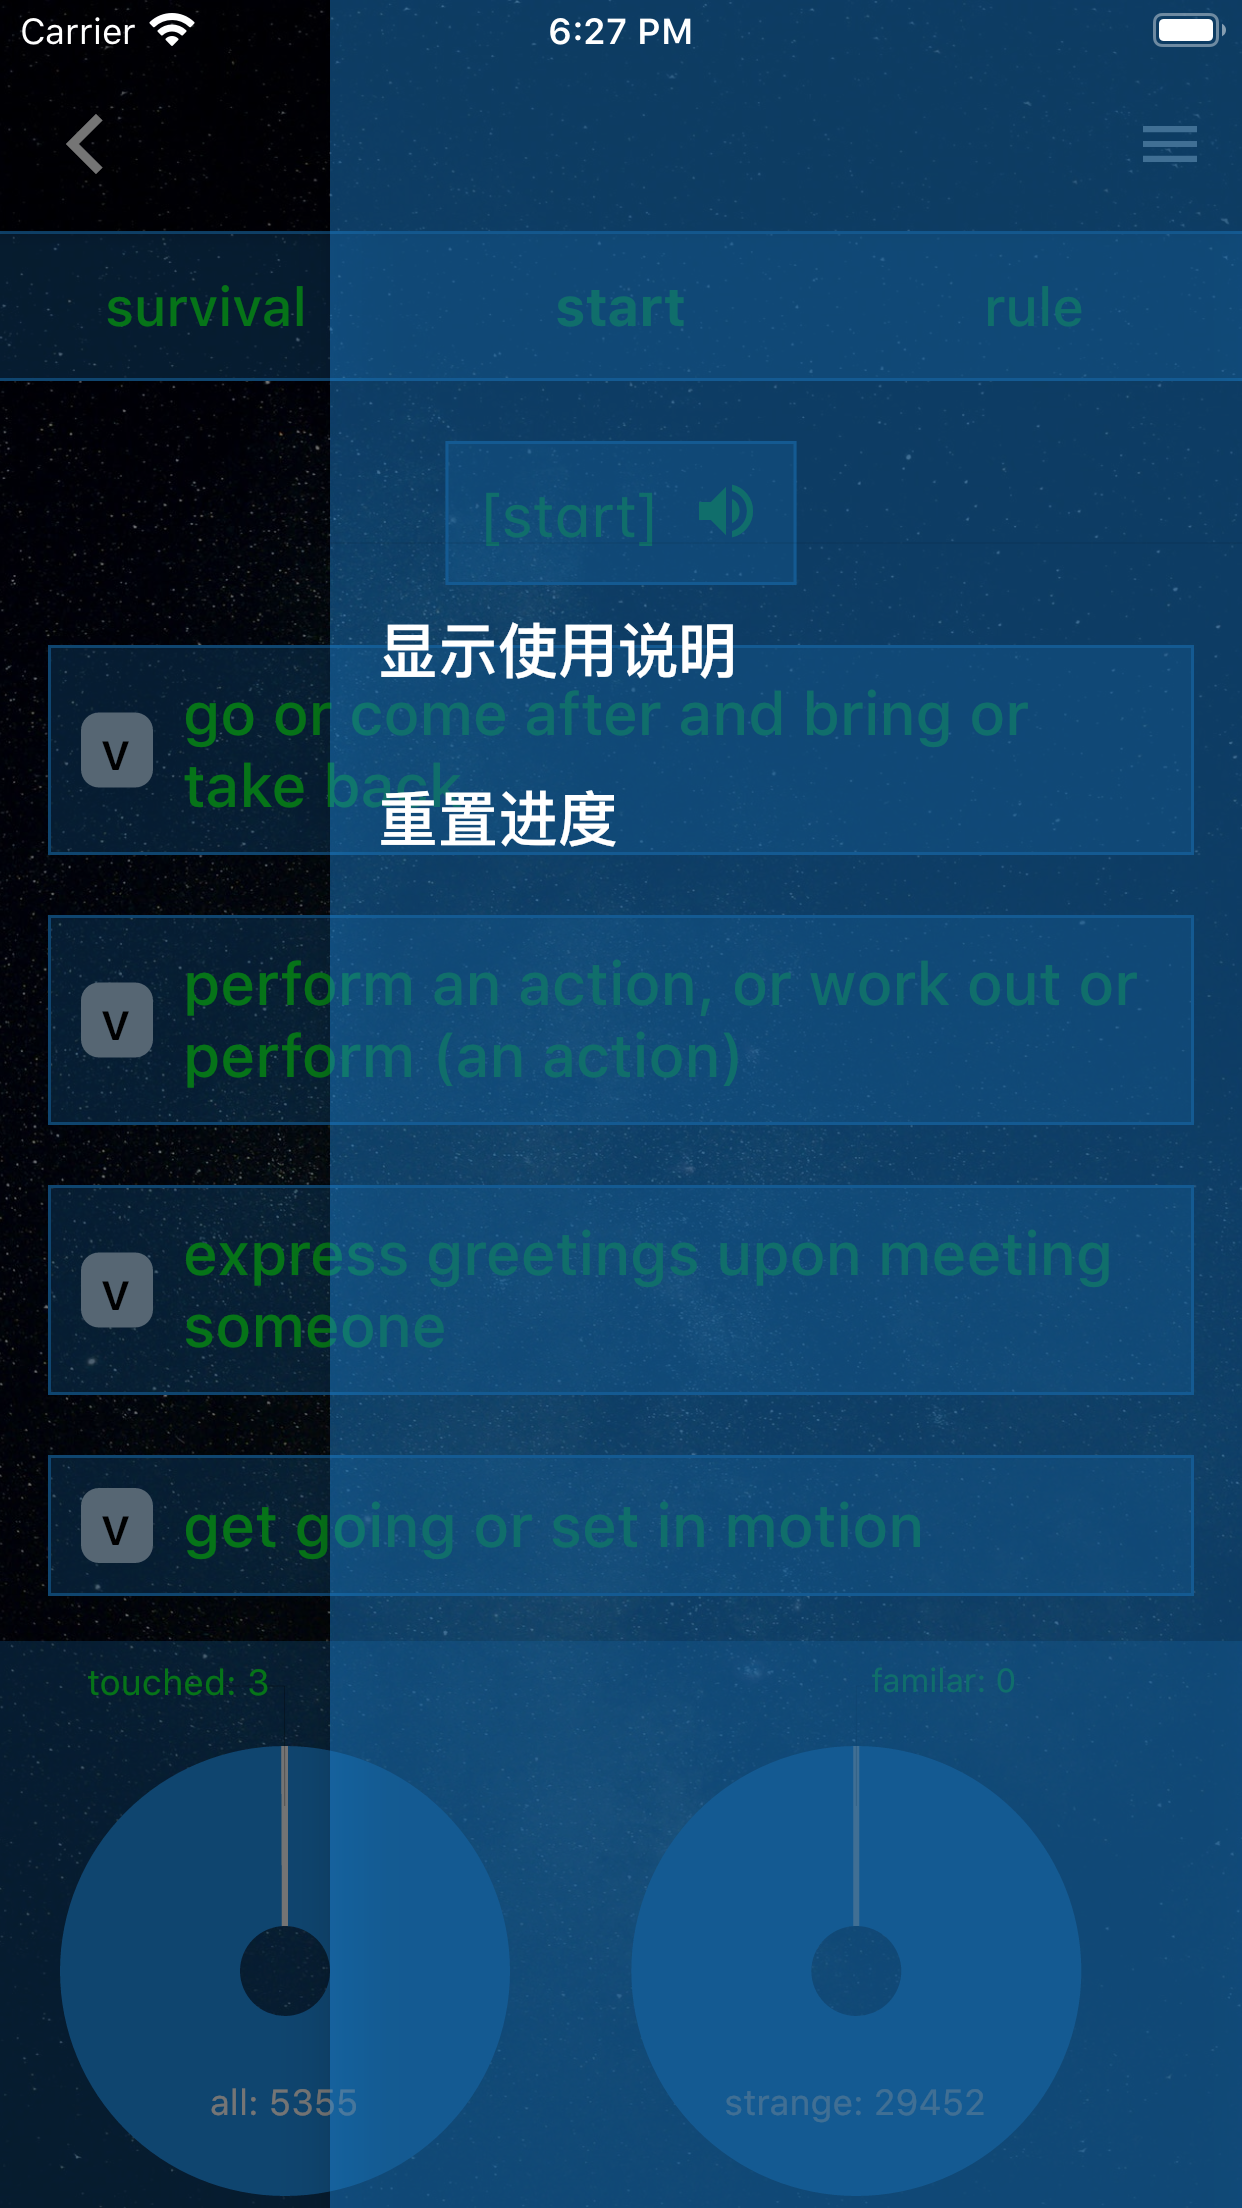 Carrier 6:27 PM
survival start rule
[start]
显示使用说明
v go or come after and bring or
take back
重置进度
v perform an action, or work out or
perform (an action)
v express greetings upon meeting
someone
v get going or set in motion
touched: 3 familar: 0
all: 5355 strange: 29452